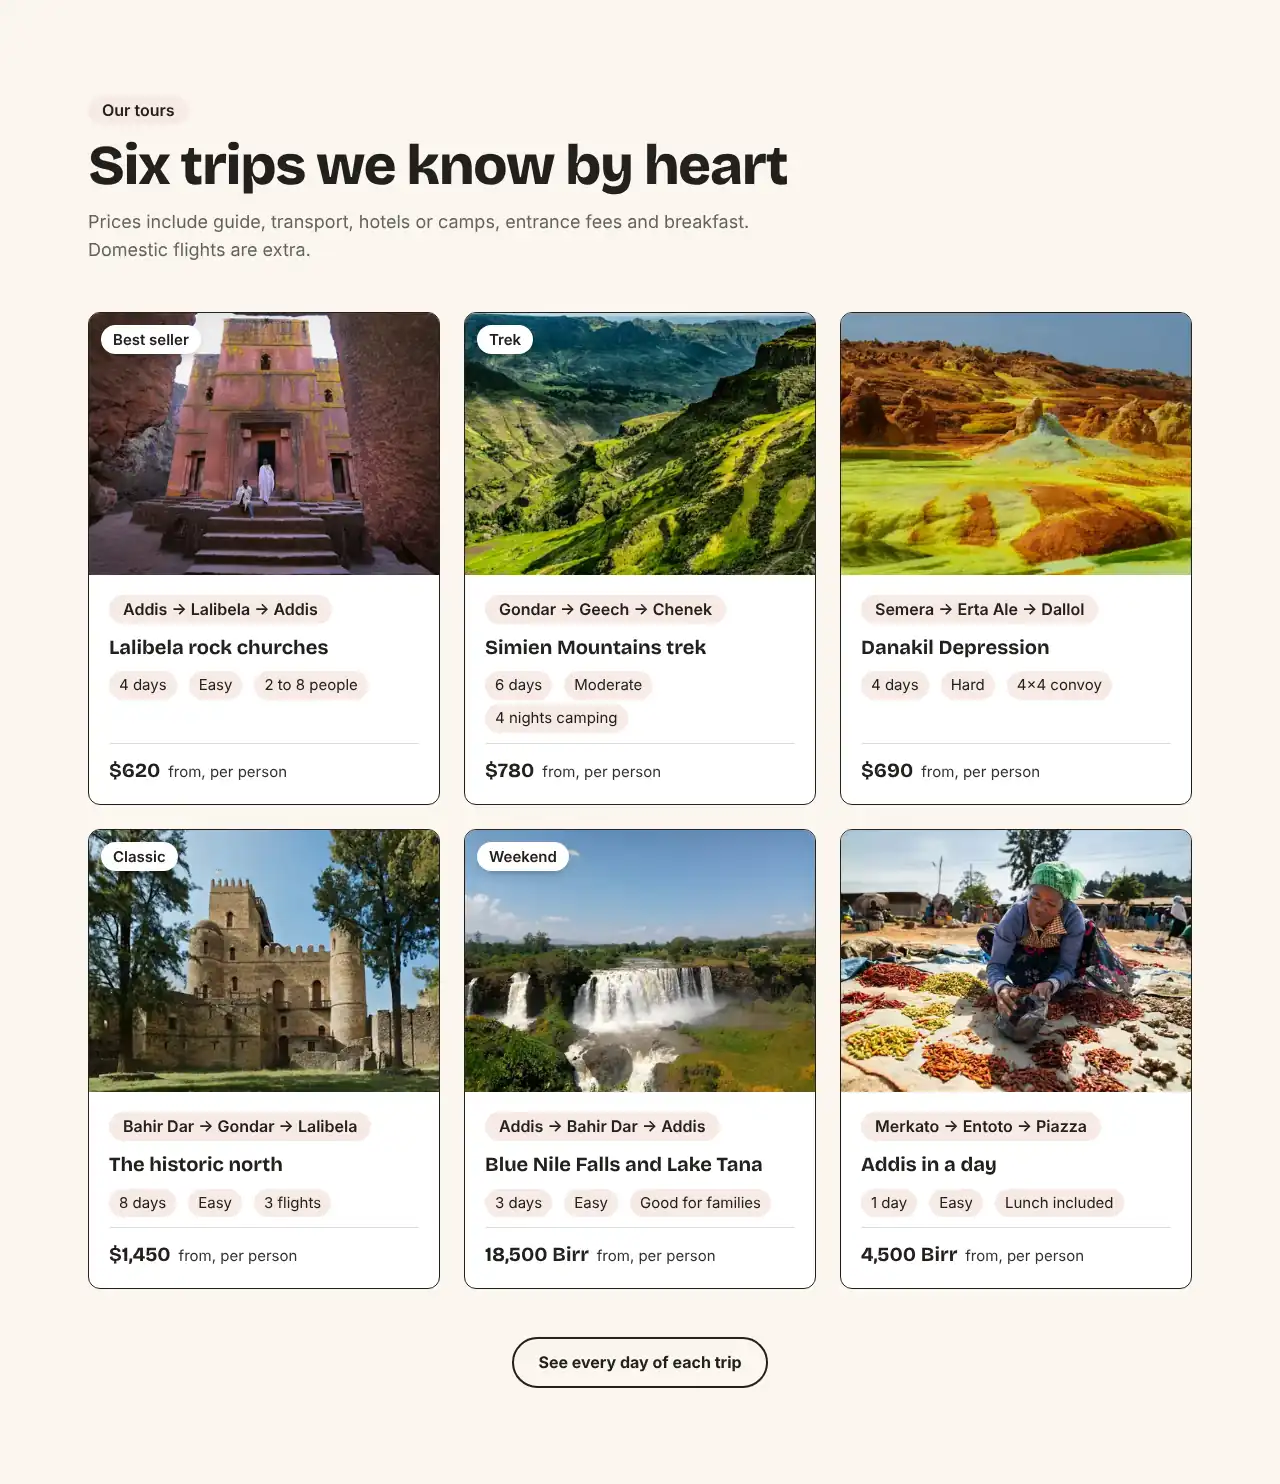 Our tours
Six trips we know by heart
Prices include guide, transport, hotels or camps, entrance fees and breakfast.
Domestic flights are extra.
Best seller
Addis → Lalibela → Addis
Lalibela rock churches
4 days Easy 2 to 8 people
$620 from, per person
Trek
Gondar → Geech → Chenek
Simien Mountains trek
6 days Moderate
4 nights camping
$780 from, per person
Semera → Erta Ale → Dallol
Danakil Depression
4 days Hard 4×4 convoy
$690 from, per person
Classic
Bahir Dar → Gondar → Lalibela
The historic north
8 days Easy 3 flights
$1,450 from, per person
Weekend
Addis → Bahir Dar → Addis
Blue Nile Falls and Lake Tana
3 days Easy Good for families
18,500 Birr from, per person
Merkato → Entoto → Piazza
Addis in a day
1 day Easy Lunch included
4,500 Birr from, per person
See every day of each trip